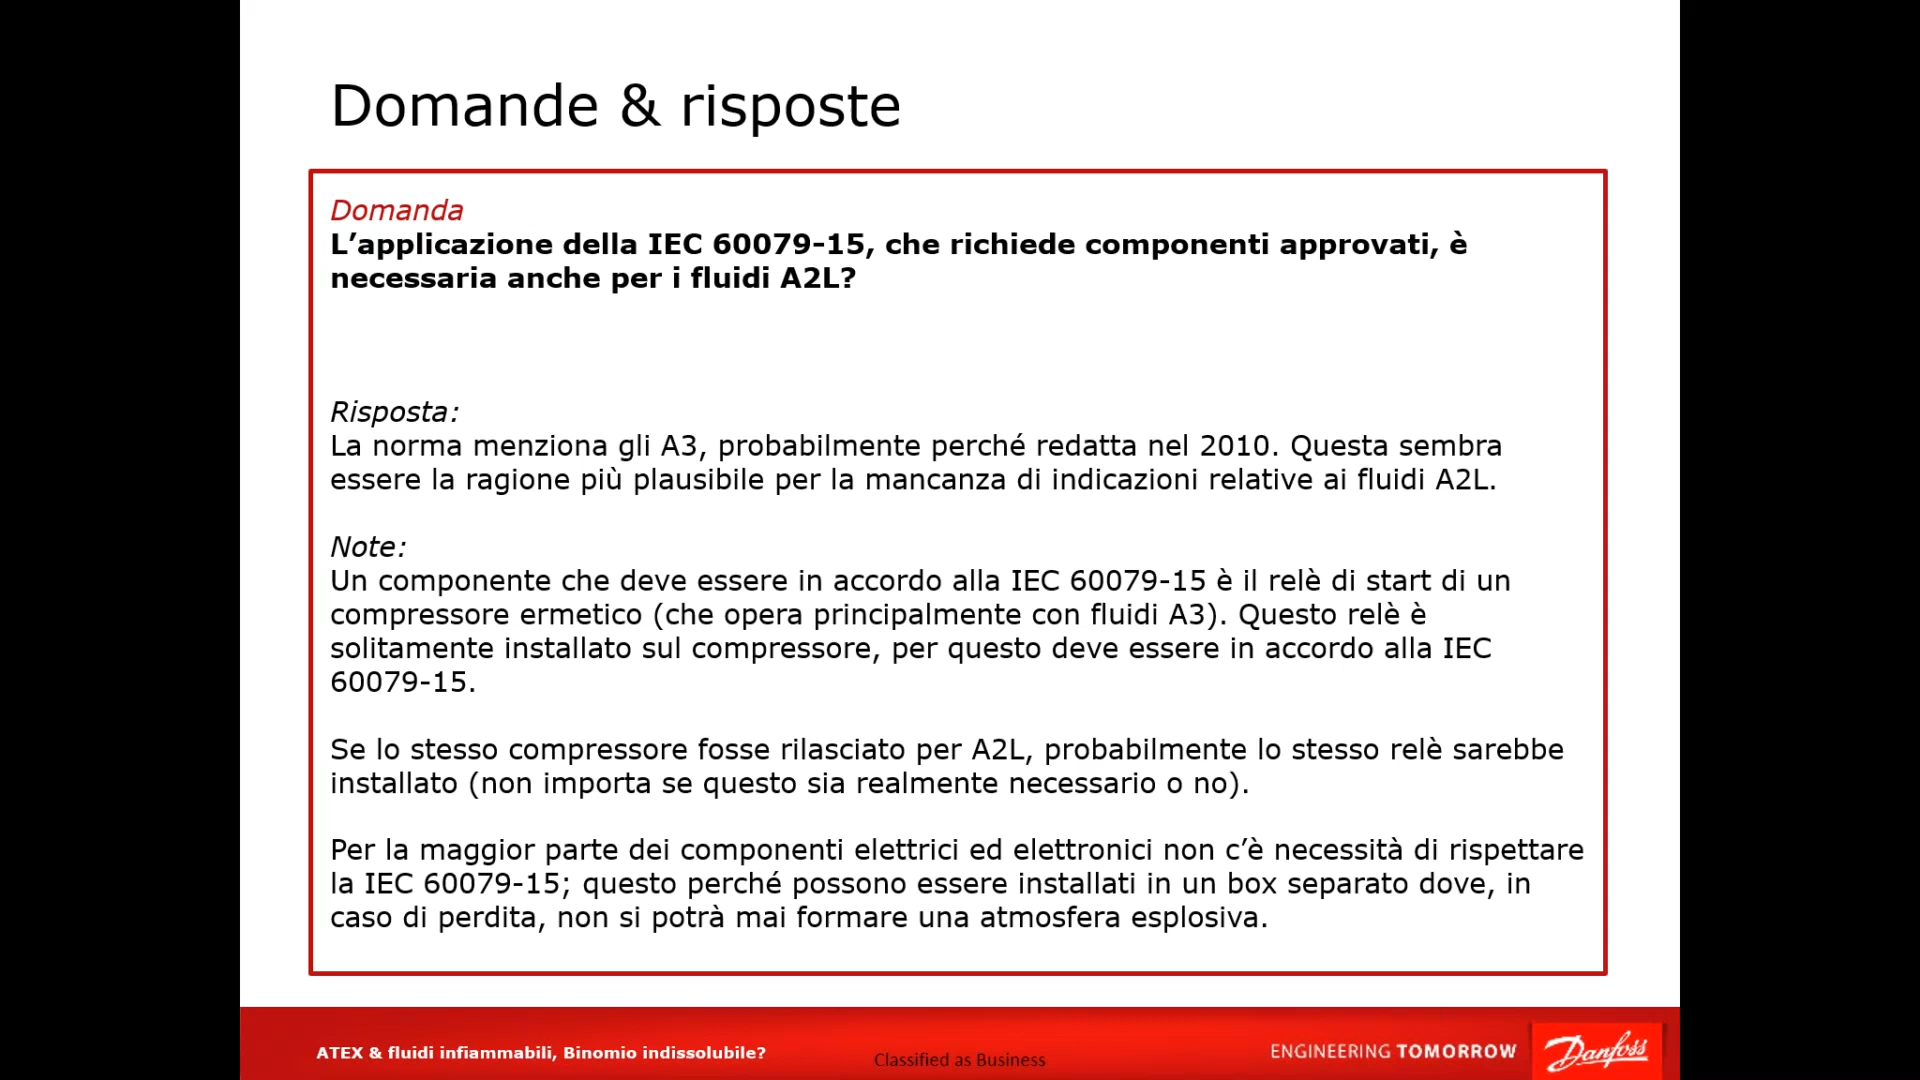 Domande & risposte
Domanda
L’applicazione della IEC 60079-15, che richiede componenti approvati, è
necessaria anche per i fluidi A2L?
Risposta:
La norma menziona gli A3, probabilmente perché redatta nel 2010. Questa sembra
essere la ragione più plausibile per la mancanza di indicazioni relative ai fluidi A2L.
Note:
Un componente che deve essere in accordo alla IEC 60079-15 è il relè di start di un
compressore ermetico (che opera principalmente con fluidi A3). Questo relè è
solitamente installato sul compressore, per questo deve essere in accordo alla IEC
60079-15.
Se lo stesso compressore fosse rilasciato per A2L, probabilmente lo stesso relè sarebbe
installato (non importa se questo sia realmente necessario o no).
Per la maggior parte dei componenti elettrici ed elettronici non c’è necessità di rispettare
la IEC 60079-15; questo perché possono essere installati in un box separato dove, in
caso di perdita, non si potrà mai formare una atmosfera esplosiva.
ATEX & fluidi infiammabili, Binomio indissolubile?
Classified as Business
ENGINEERING TOMORROW
Danfoss